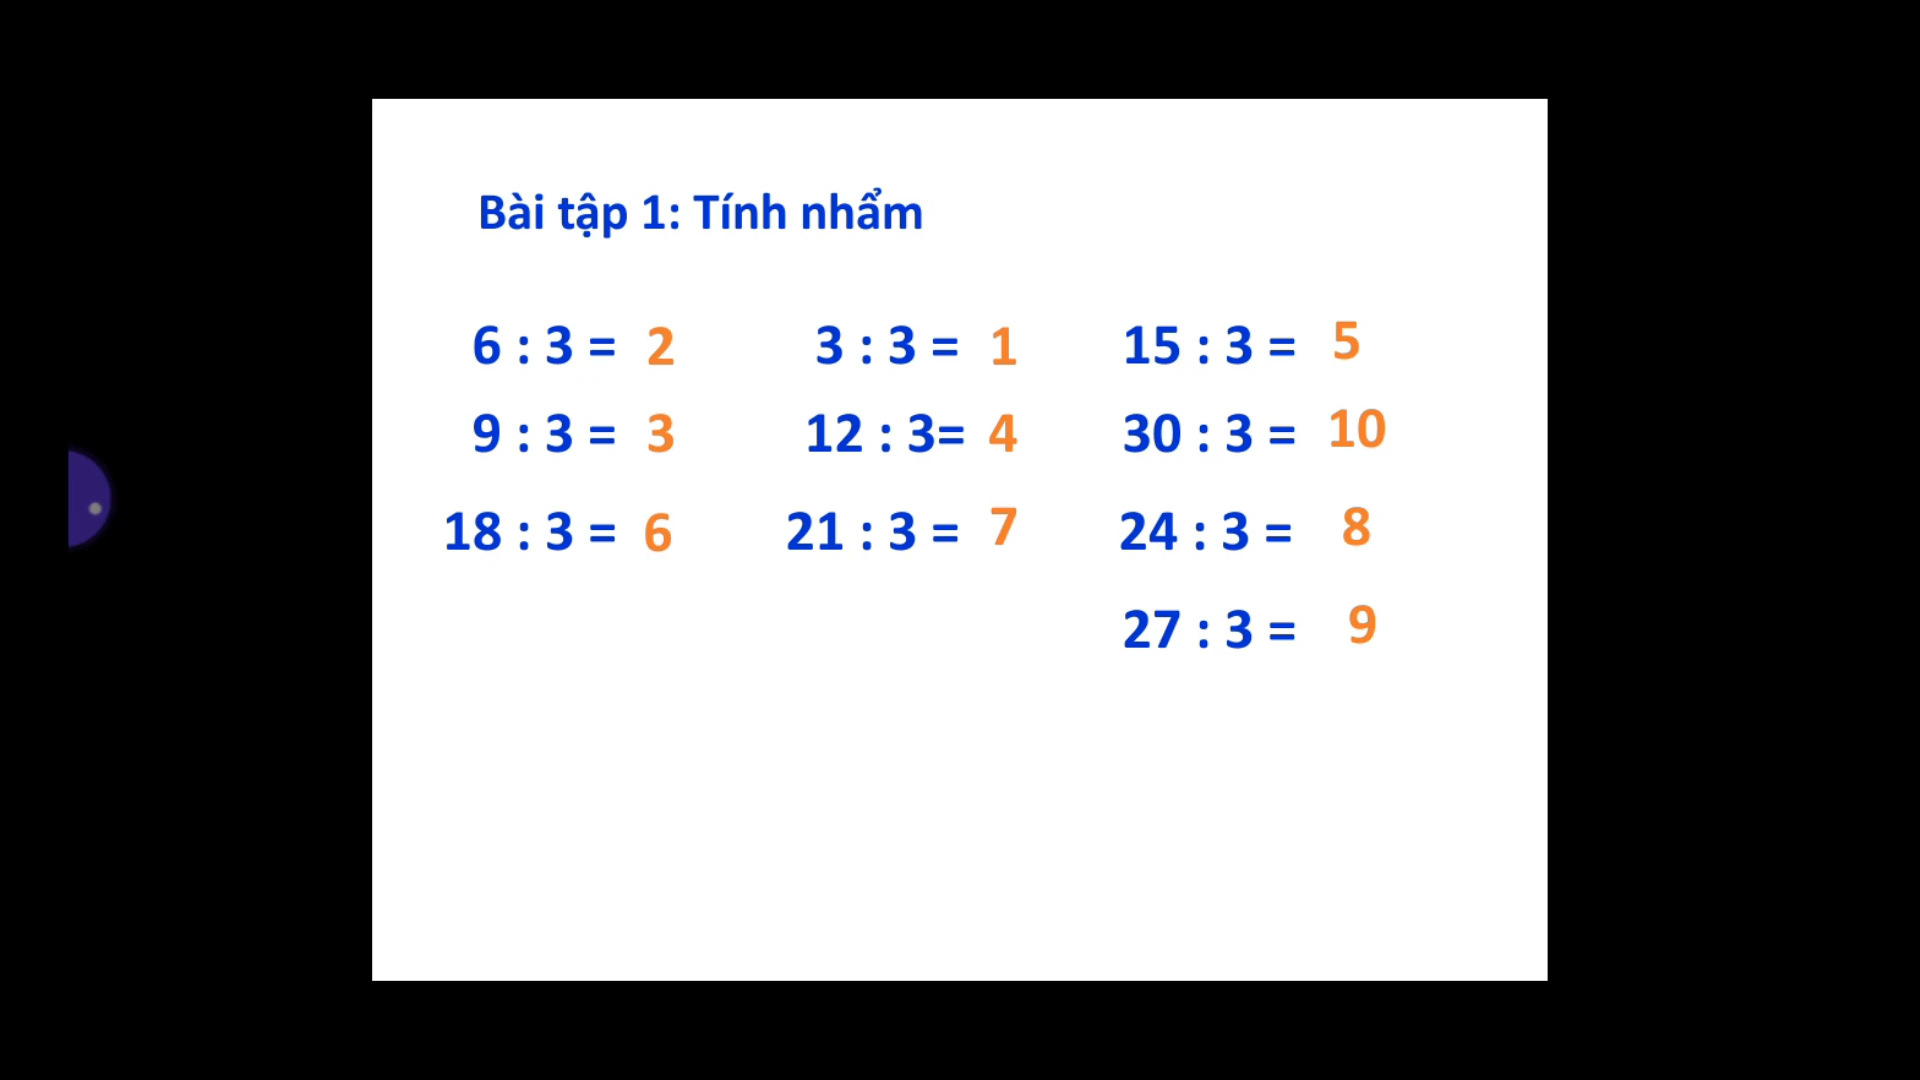 Bài tập 1: Tính nhẩm
6 : 3 = 2 3 : 3 = 1 15 : 3 = 5
9 : 3 = 3 12 : 3= 4 30 : 3 = 10
18 : 3 = 6 21 : 3 = 7 24 : 3 = 8
27 : 3 = 9